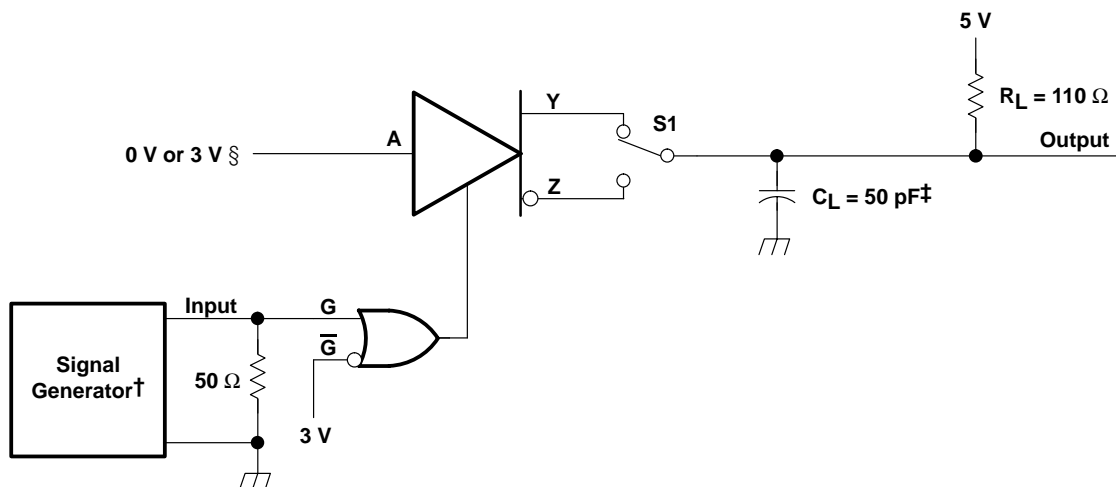 5 V
R_L = 110 Ω
Output
Y
S1
A
0 V or 3 V §
Z
C_L = 50 pF‡
Input
G
G̅
Signal
Generator†
50 Ω
3 V